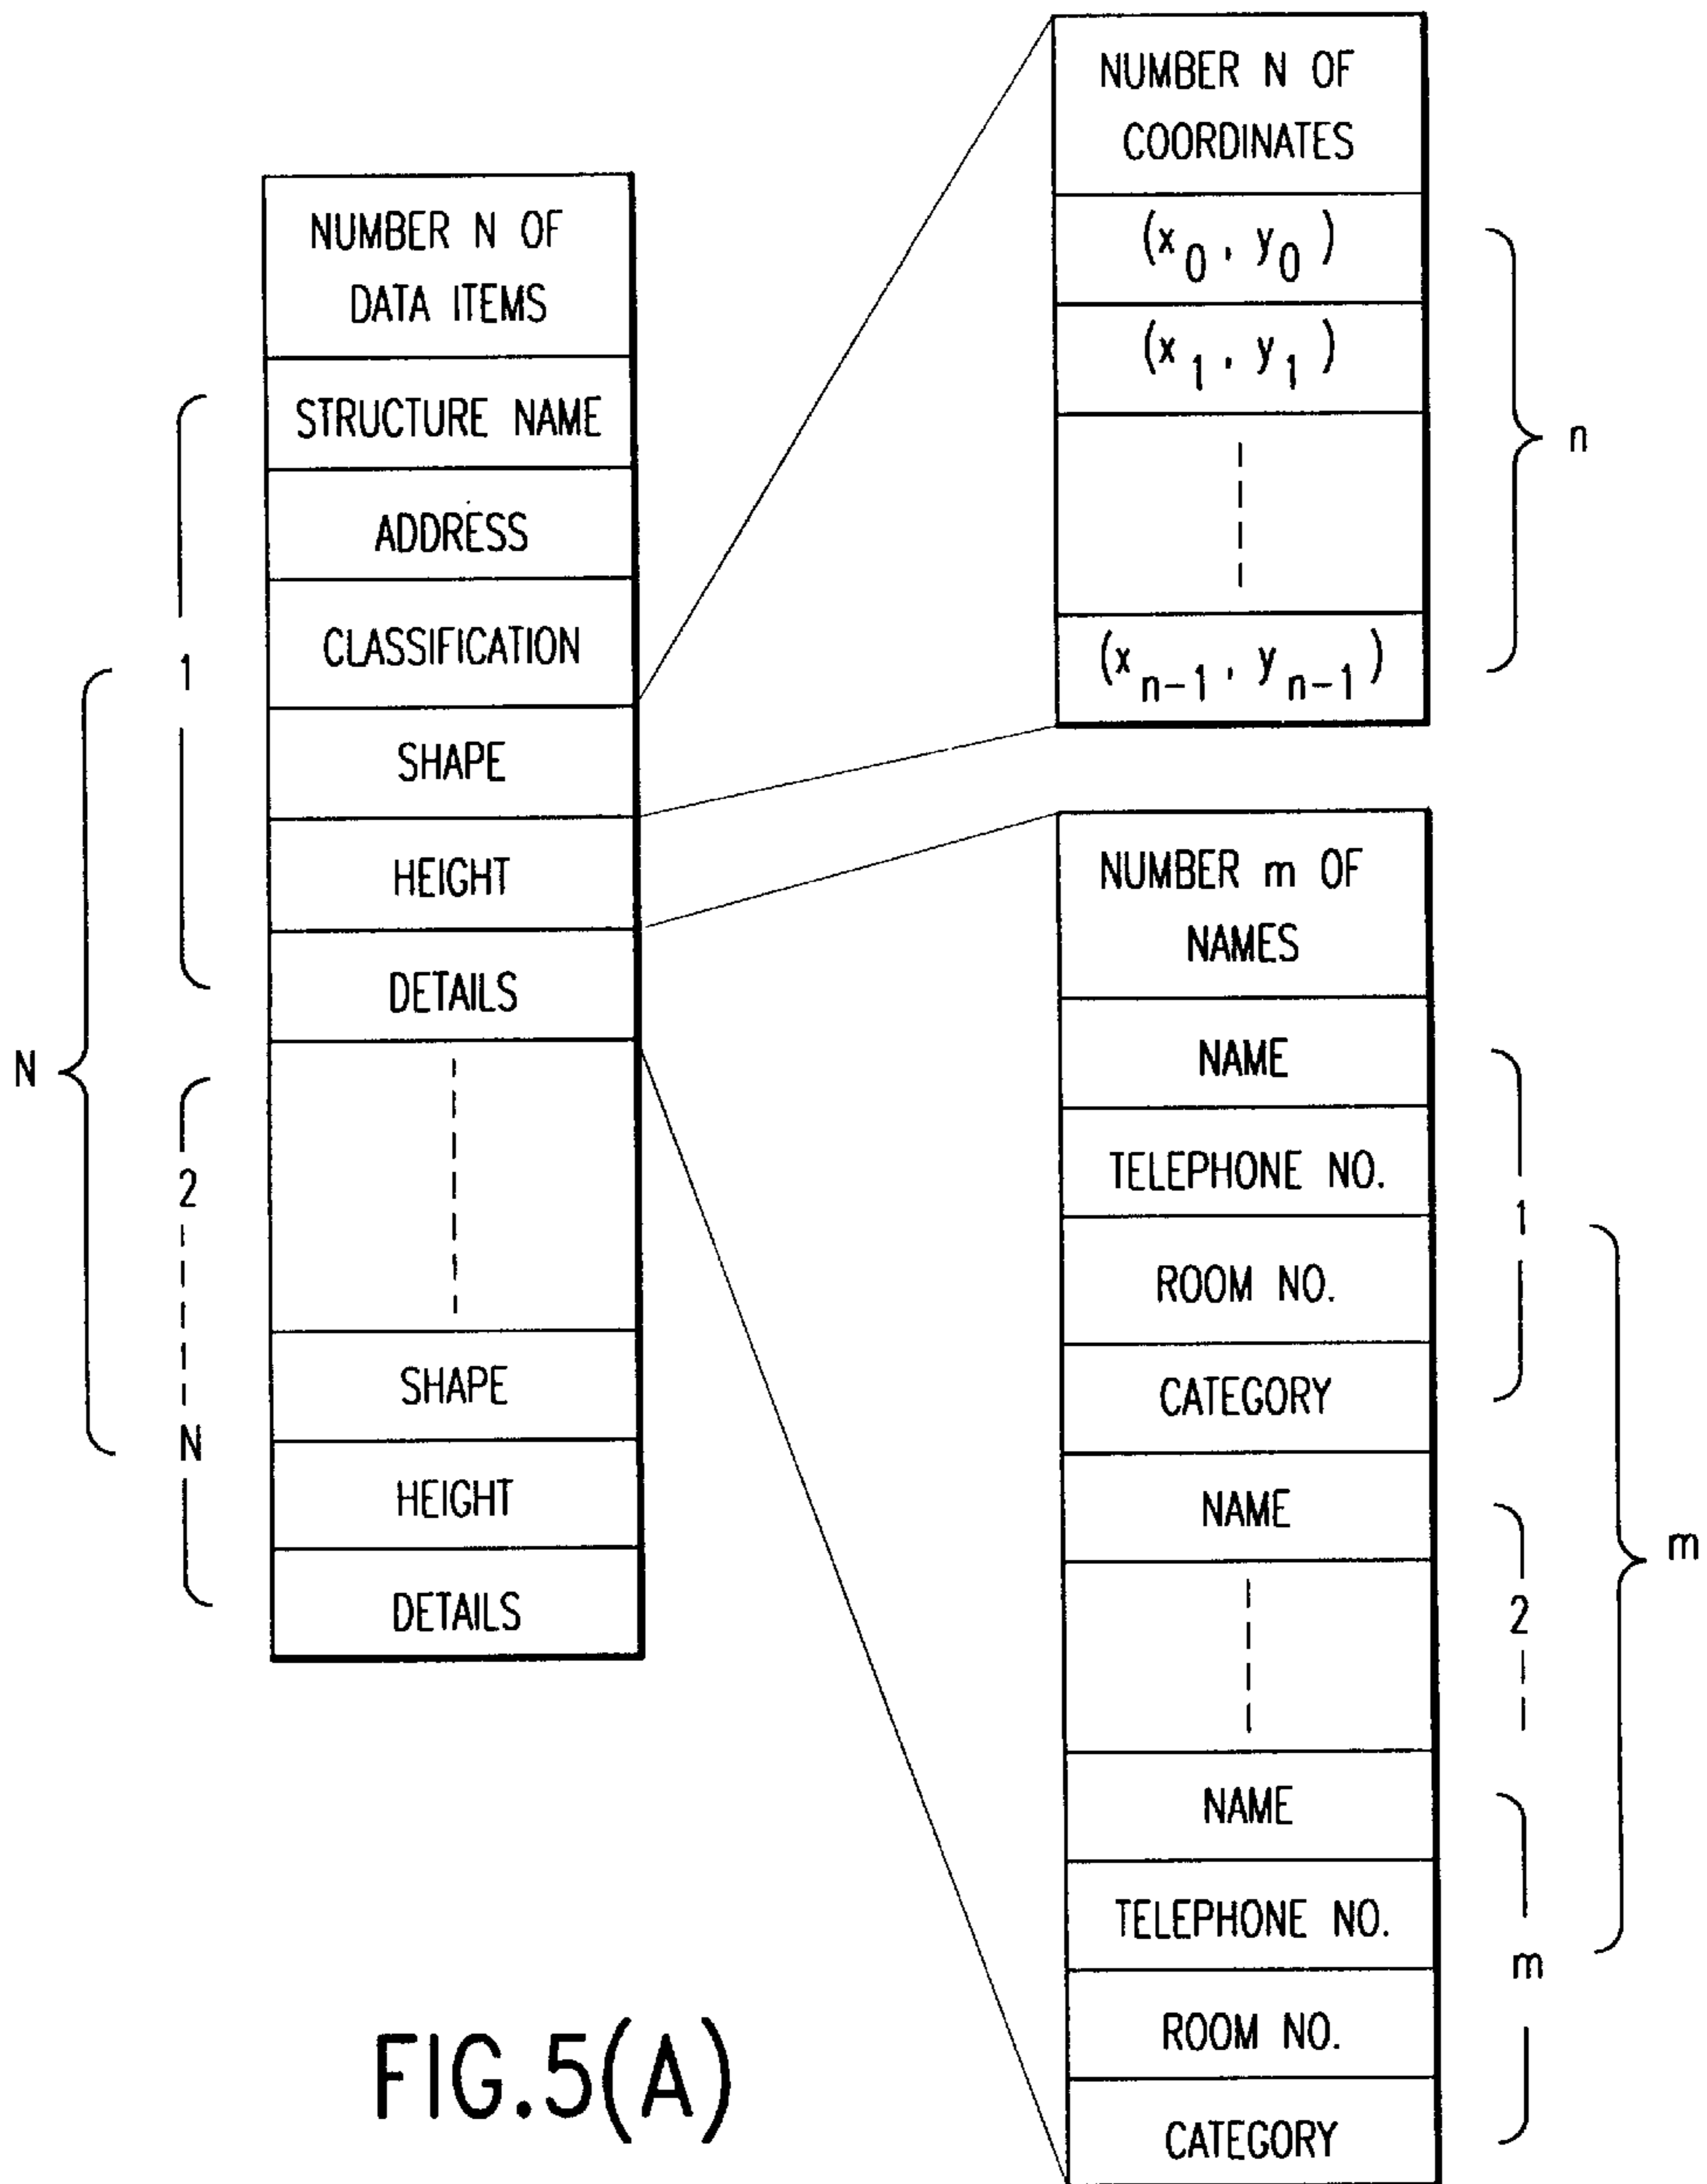 NUMBER N OF
DATA ITEMS
STRUCTURE NAME
ADDRESS
CLASSIFICATION
SHAPE
HEIGHT
DETAILS
SHAPE
HEIGHT
DETAILS
1
2
N
N
NUMBER N OF
COORDINATES
(x0, y0)
(x1, y1)
(xn-1, yn-1)
n
NUMBER m OF
NAMES
NAME
TELEPHONE NO.
ROOM NO.
CATEGORY
NAME
NAME
TELEPHONE NO.
ROOM NO.
CATEGORY
1
2
m
m
FIG.5(A)